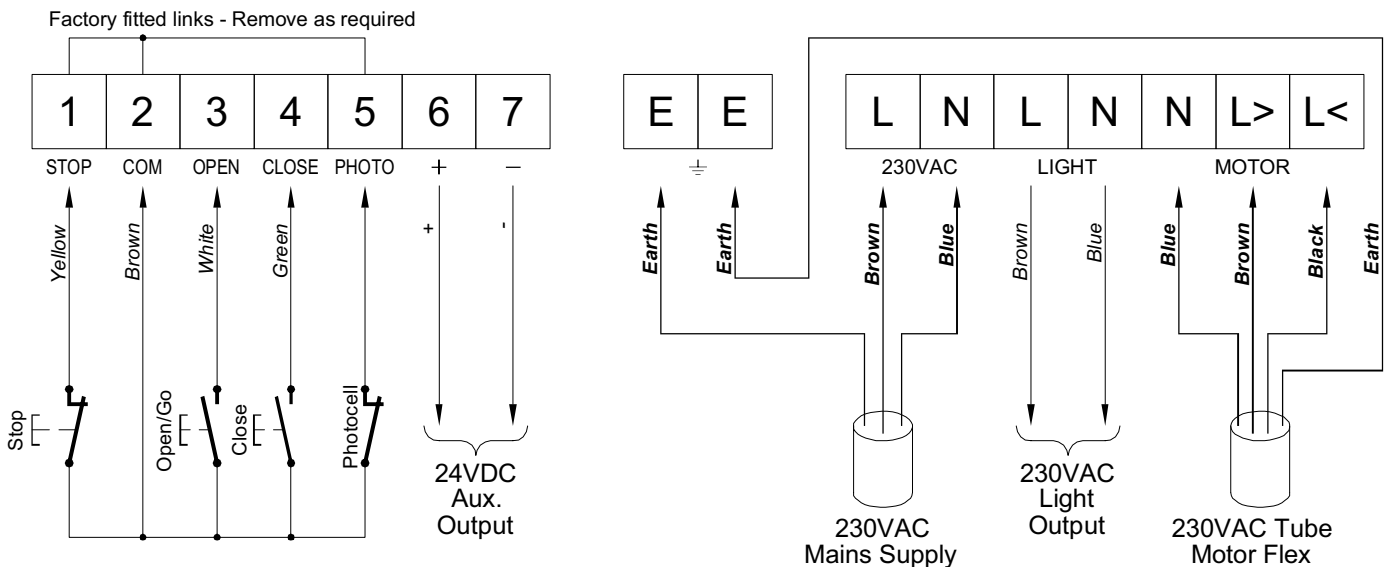 Factory fitted links - Remove as required
1 2 3 4 5 6 7
STOP COM OPEN CLOSE PHOTO + −
Yellow
Brown
White
Green
+
-
Stop
Open/Go
Close
Photocell
24VDC
Aux.
Output
E E
L N L N N L> L<
230VAC LIGHT MOTOR
Earth
Earth
Brown
Blue
Brown
Blue
Blue
Brown
Black
Earth
230VAC
Mains Supply
230VAC
Light
Output
230VAC Tube
Motor Flex